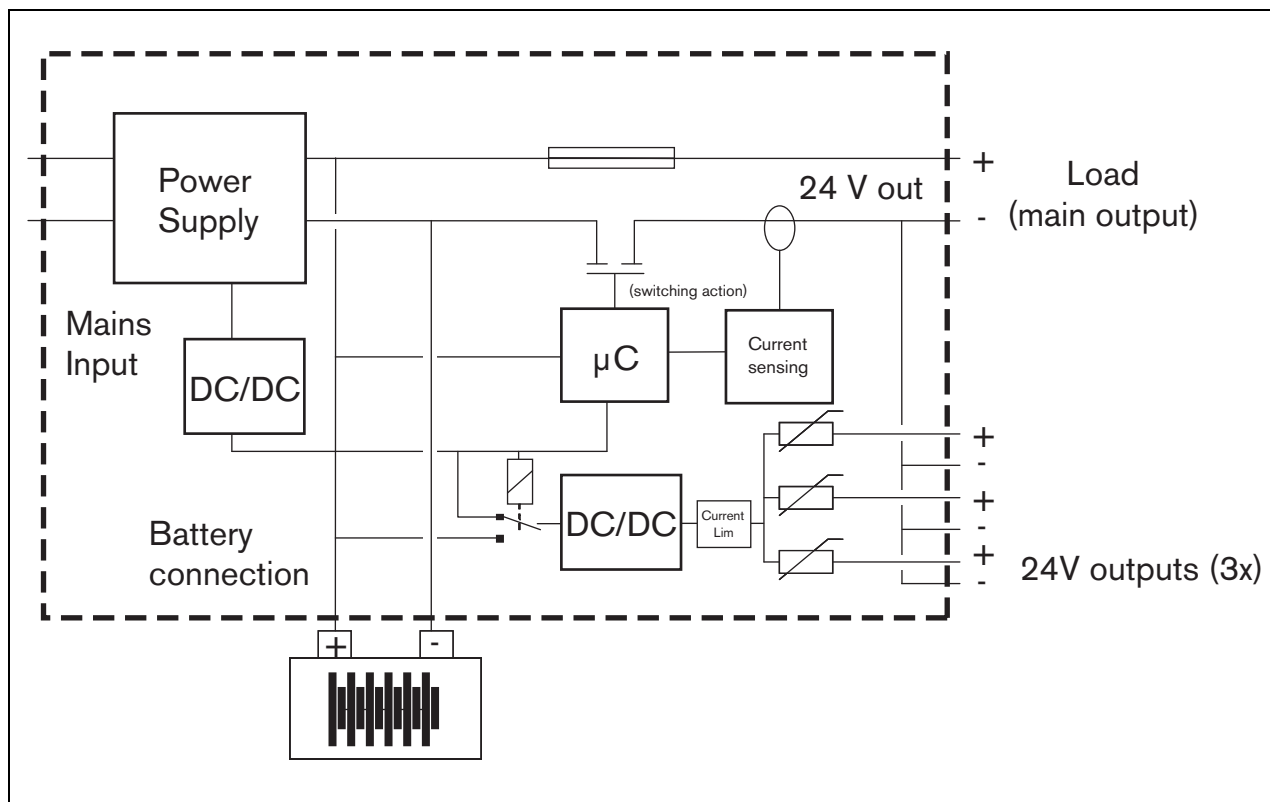 Power
Supply
24 V out
+
-
Load
(main output)
(switching action)
Mains
Input
DC/DC
µC
Current
sensing
+
-
+
-
+
-
24V outputs (3x)
DC/DC
Current
Lim
Battery
connection
+
-